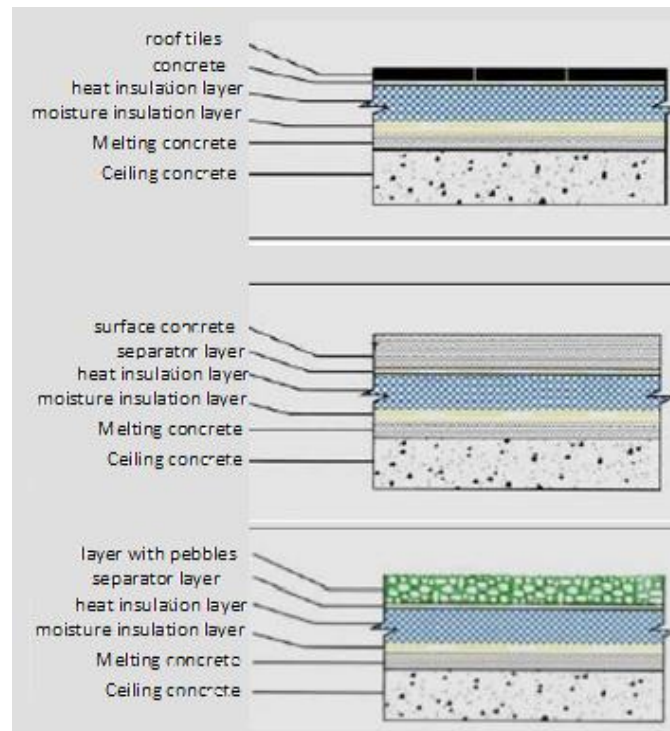 roof tiles
concrete
heat insulation layer
moisture insulation layer
Melting concrete
Ceiling concrete
surface concrete
separator layer
heat insulation layer
moisture insulation layer
Melting concrete
Ceiling concrete
layer with pebbles
separator layer
heat insulation layer
moisture insulation layer
Melting concrete
Ceiling concrete